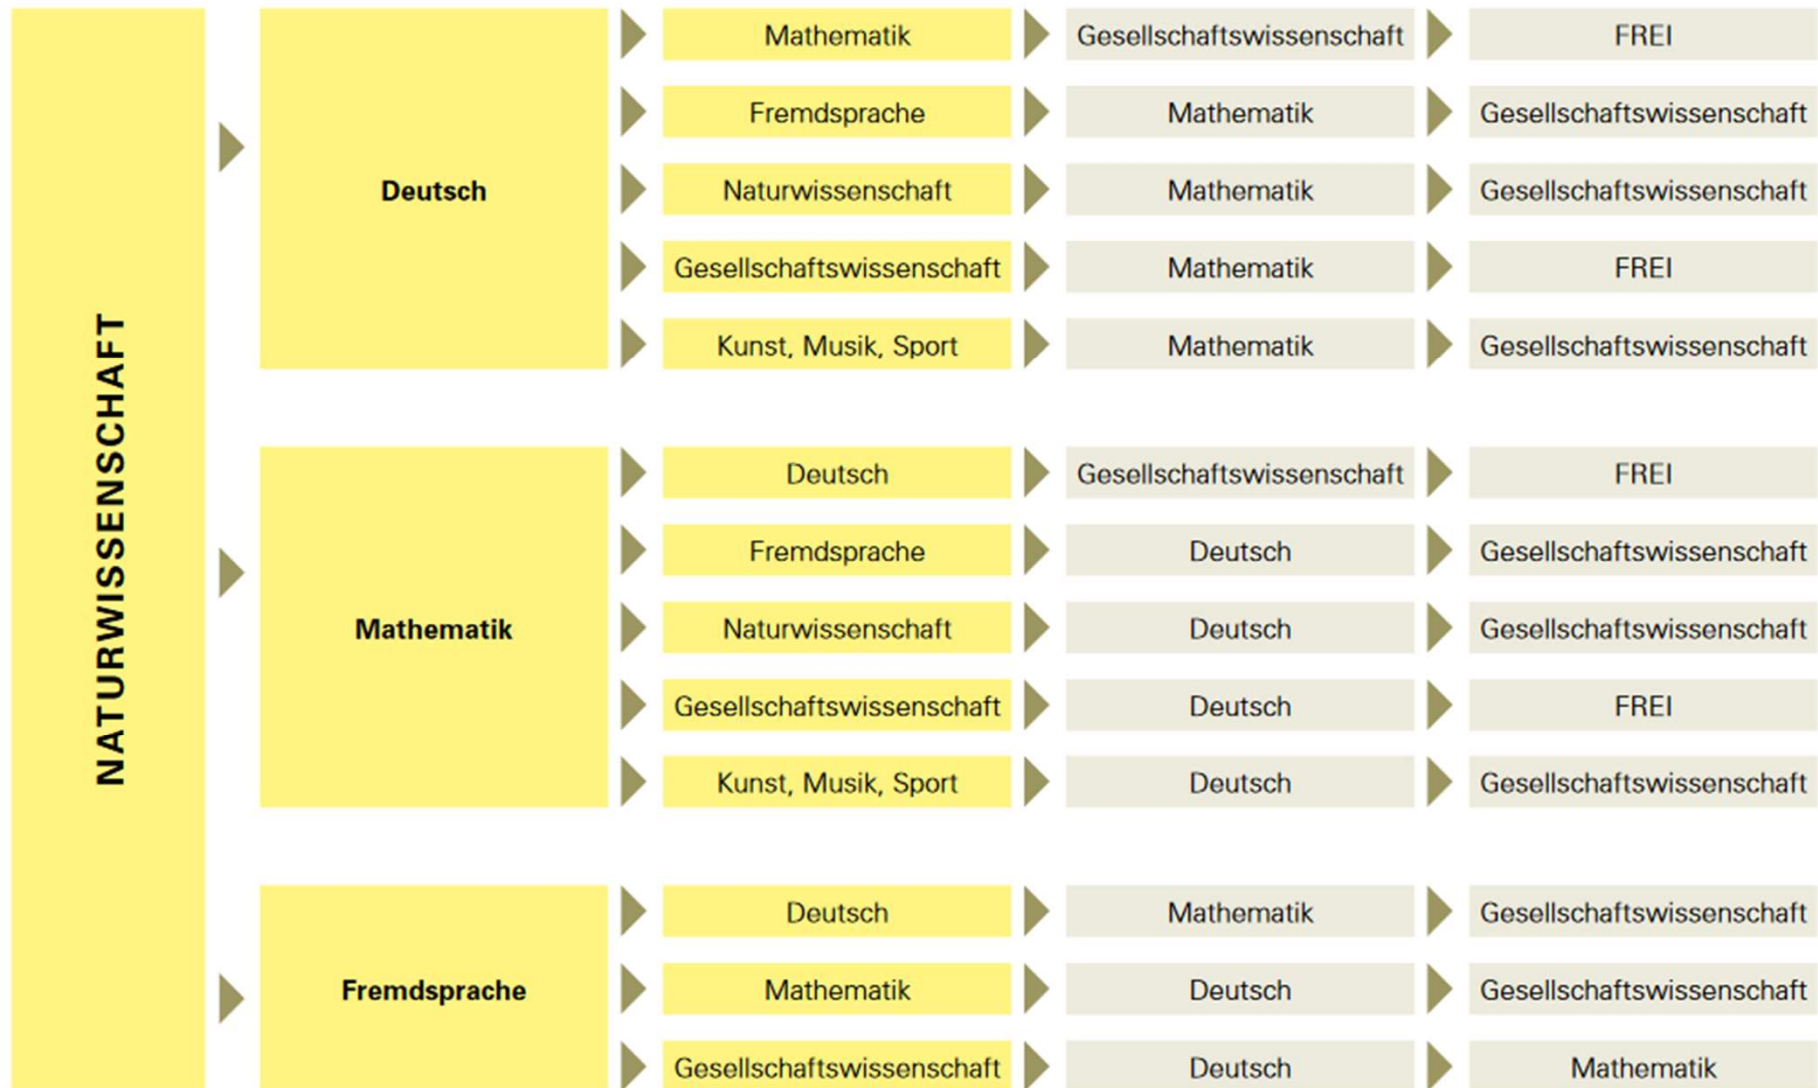 NATURWISSENSCHAFT
Deutsch
Mathematik
Gesellschaftswissenschaft
FREI
Fremdsprache
Mathematik
Gesellschaftswissenschaft
Naturwissenschaft
Mathematik
Gesellschaftswissenschaft
Gesellschaftswissenschaft
Mathematik
FREI
Kunst, Musik, Sport
Mathematik
Gesellschaftswissenschaft
Mathematik
Deutsch
Gesellschaftswissenschaft
FREI
Fremdsprache
Deutsch
Gesellschaftswissenschaft
Naturwissenschaft
Deutsch
Gesellschaftswissenschaft
Gesellschaftswissenschaft
Deutsch
FREI
Kunst, Musik, Sport
Deutsch
Gesellschaftswissenschaft
Fremdsprache
Deutsch
Mathematik
Gesellschaftswissenschaft
Mathematik
Deutsch
Gesellschaftswissenschaft
Gesellschaftswissenschaft
Deutsch
Mathematik